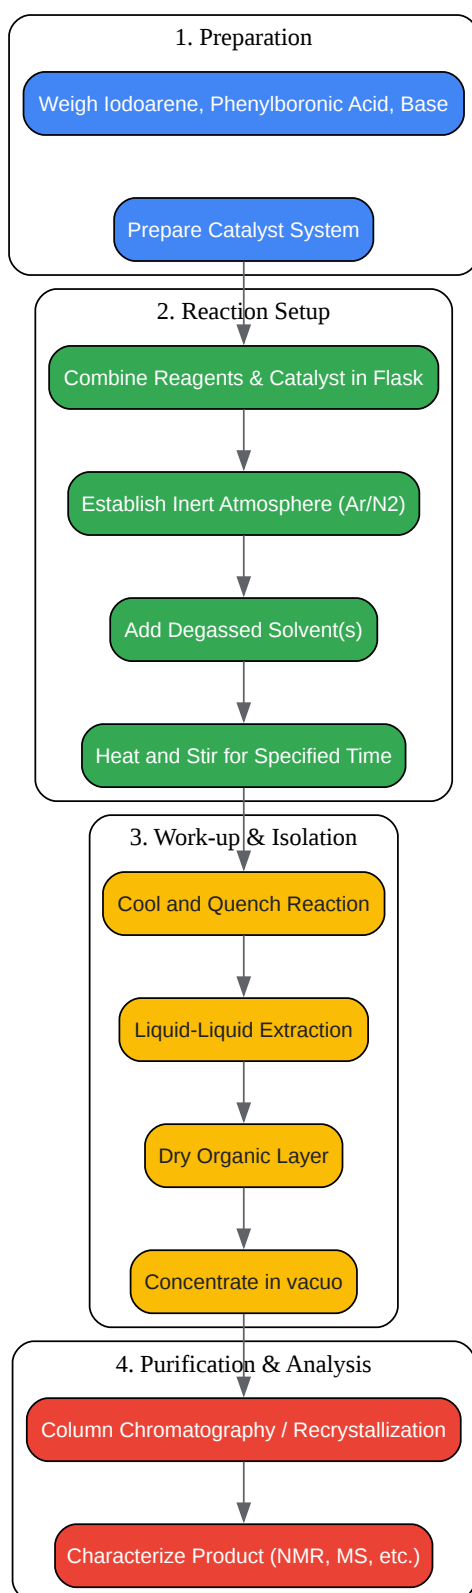 1. Preparation
Weigh Iodoarene, Phenylboronic Acid, Base
Prepare Catalyst System
2. Reaction Setup
Combine Reagents & Catalyst in Flask
Establish Inert Atmosphere (Ar/N2)
Add Degassed Solvent(s)
Heat and Stir for Specified Time
3. Work-up & Isolation
Cool and Quench Reaction
Liquid-Liquid Extraction
Dry Organic Layer
Concentrate in vacuo
4. Purification & Analysis
Column Chromatography / Recrystallization
Characterize Product (NMR, MS, etc.)